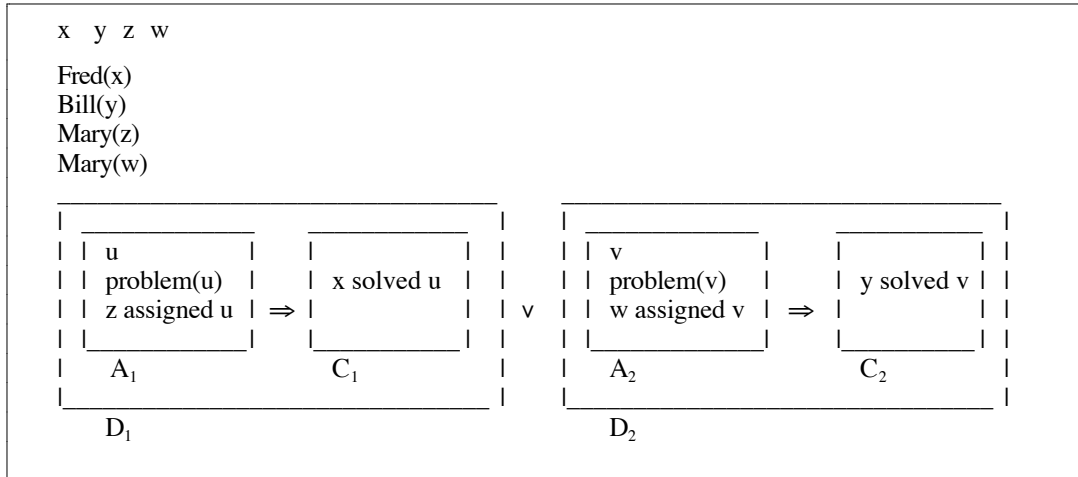 x y z w
Fred(x)
Bill(y)
Mary(z)
Mary(w)
u v
problem(u) x solved u problem(v) y solved v
z assigned u ⇒ ∨ w assigned v ⇒
A₁ C₁ A₂ C₂
D₁ D₂